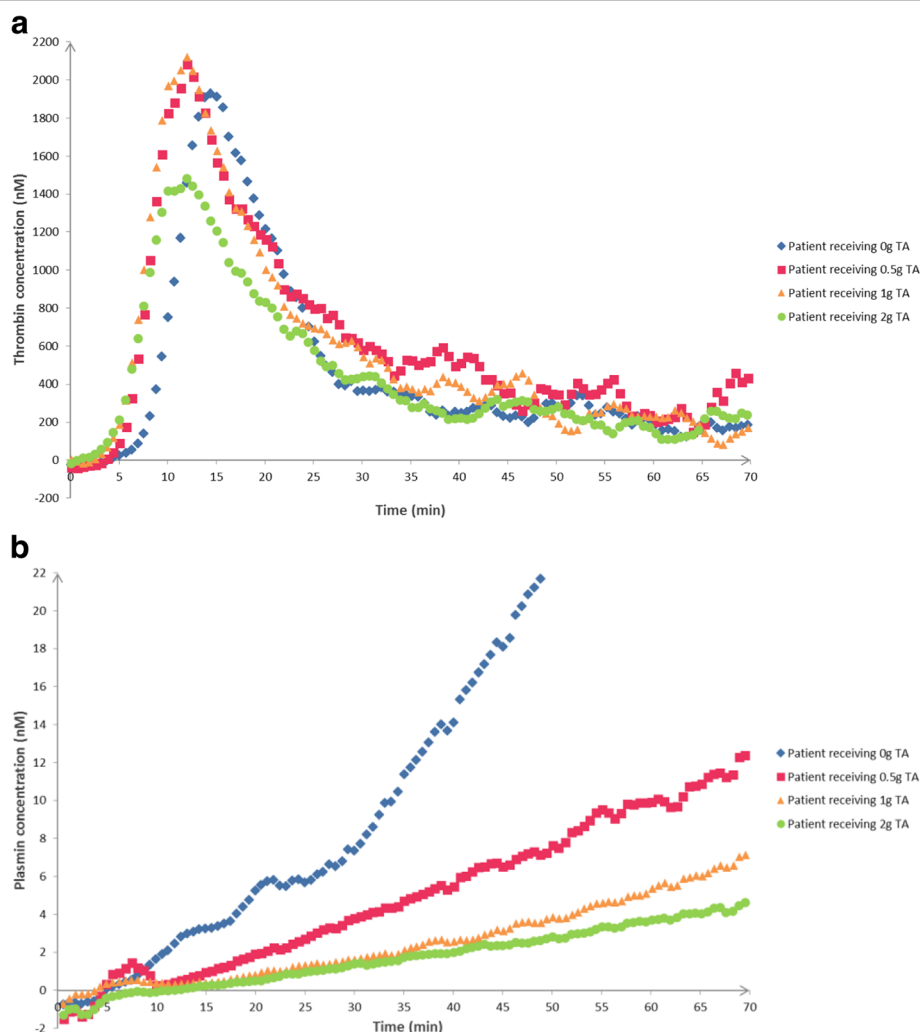 a
2200
2000
1800
1600
1400
1200
1000
800
600
400
200
0
-200
Thrombin concentration (nM)
0 5 10 15 20 25 30 35 40 45 50 55 60 65 70
Time (min)
Patient receiving 0g TA
Patient receiving 0.5g TA
Patient receiving 1g TA
Patient receiving 2g TA
b
22
20
18
16
14
12
10
8
6
4
2
0
-2
Plasmin concentration (nM)
0 5 10 15 20 25 30 35 40 45 50 55 60 65 70
Time (min)
Patient receiving 0g TA
Patient receiving 0.5g TA
Patient receiving 1g TA
Patient receiving 2g TA